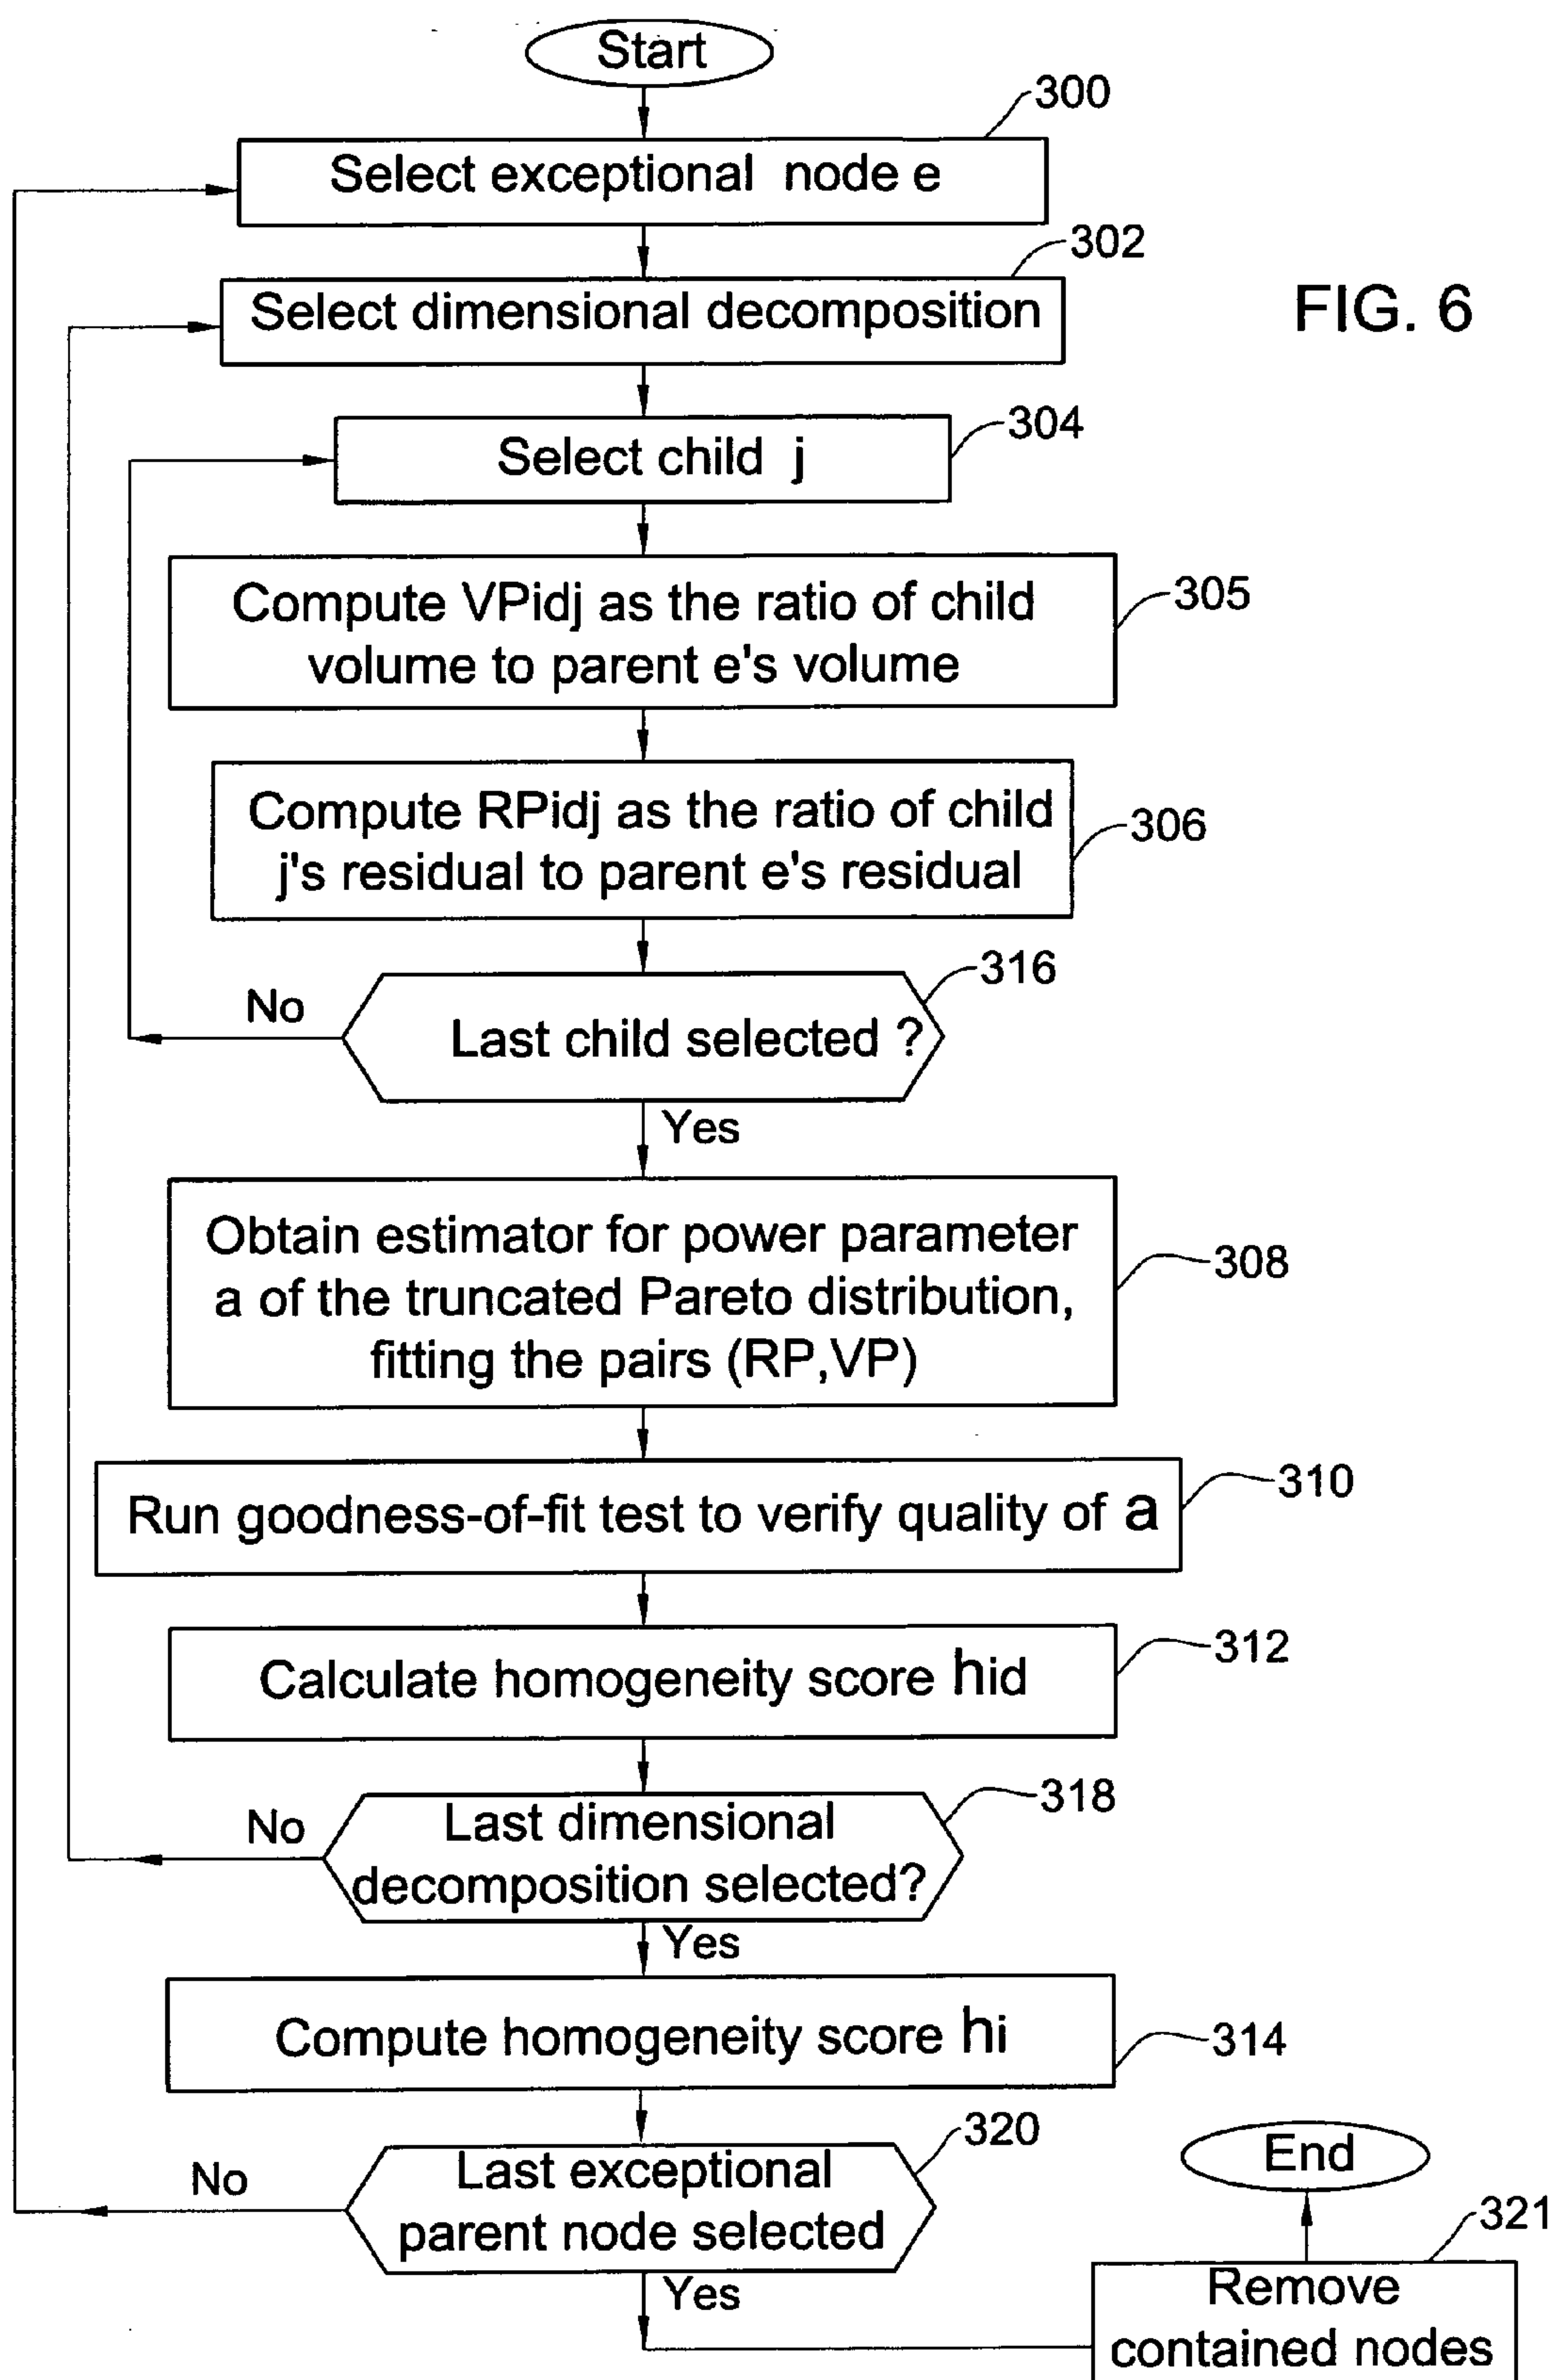 Start
300
Select exceptional node e
302
Select dimensional decomposition
FIG. 6
304
Select child j
305
Compute VPidj as the ratio of child
volume to parent e's volume
306
Compute RPidj as the ratio of child
j's residual to parent e's residual
316
No
Last child selected ?
Yes
308
Obtain estimator for power parameter
a of the truncated Pareto distribution,
fitting the pairs (RP,VP)
310
Run goodness-of-fit test to verify quality of a
312
Calculate homogeneity score hid
318
No
Last dimensional
decomposition selected?
Yes
Compute homogeneity score hi
314
320
No
Last exceptional
parent node selected
Yes
End
321
Remove
contained nodes